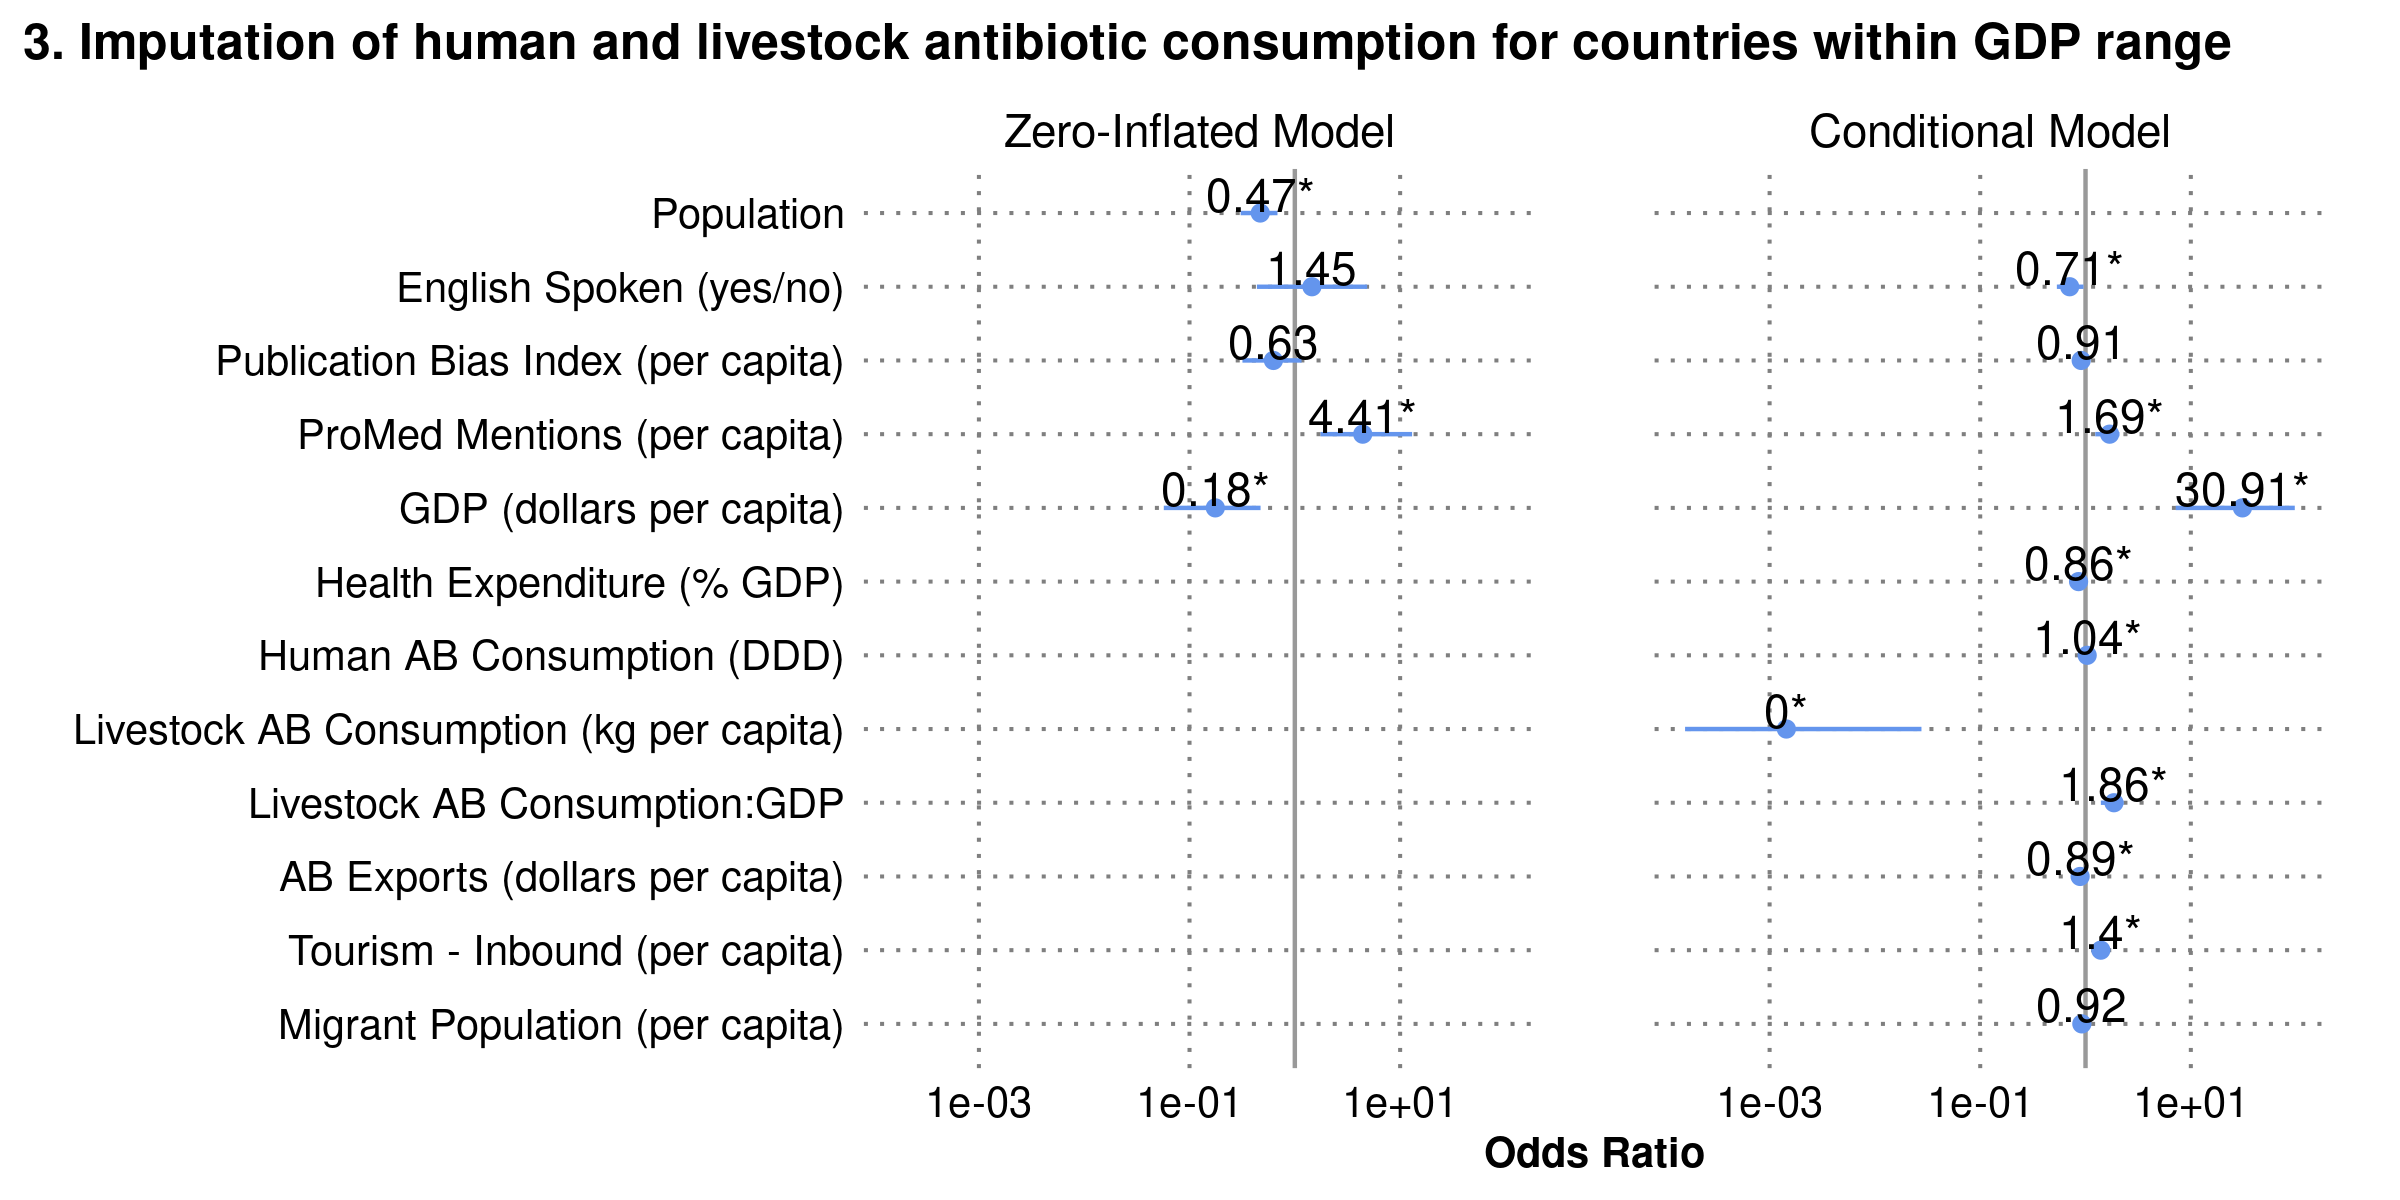 3. Imputation of human and livestock antibiotic consumption for countries within GDP range
Zero-Inflated Model
Conditional Model
Population
0.47*
English Spoken (yes/no)
1.45
0.71*
Publication Bias Index (per capita)
0.63
0.91
ProMed Mentions (per capita)
4.41*
1.69*
GDP (dollars per capita)
0.18*
30.91*
Health Expenditure (% GDP)
0.86*
Human AB Consumption (DDD)
1.04*
Livestock AB Consumption (kg per capita)
0*
Livestock AB Consumption:GDP
1.86*
AB Exports (dollars per capita)
0.89*
Tourism - Inbound (per capita)
1.4*
Migrant Population (per capita)
0.92
1e-03
1e-01
1e+01
1e-03
1e-01
1e+01
Odds Ratio